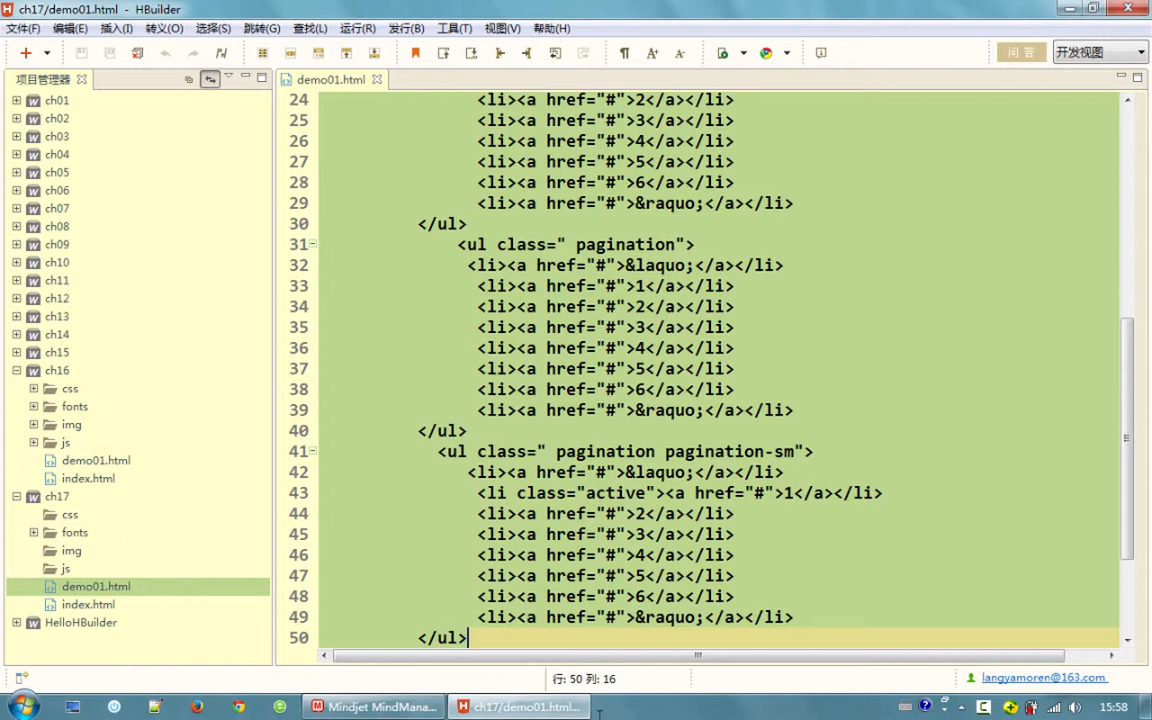 ch17/demo01.html - HBuilder
文件(F) 编辑(E) 插入(I) 转义(O) 选择(S) 跳转(G) 查找(L) 运行(R) 发行(B) 工具(T) 视图(V) 帮助(H)
问 答 开发视图
项目管理器
demo01.html
ch01
ch02
ch03
ch04
ch05
ch06
ch07
ch08
ch09
ch10
ch11
ch12
ch13
ch14
ch15
ch16
css
fonts
img
js
demo01.html
index.html
ch17
css
fonts
img
js
demo01.html
index.html
HelloHBuilder
24 <li><a href="#">2</a></li>
25 <li><a href="#">3</a></li>
26 <li><a href="#">4</a></li>
27 <li><a href="#">5</a></li>
28 <li><a href="#">6</a></li>
29 <li><a href="#">&raquo;</a></li>
30 </ul>
31 <ul class=" pagination">
32 <li><a href="#">&laquo;</a></li>
33 <li><a href="#">1</a></li>
34 <li><a href="#">2</a></li>
35 <li><a href="#">3</a></li>
36 <li><a href="#">4</a></li>
37 <li><a href="#">5</a></li>
38 <li><a href="#">6</a></li>
39 <li><a href="#">&raquo;</a></li>
40 </ul>
41 <ul class=" pagination pagination-sm">
42 <li><a href="#">&laquo;</a></li>
43 <li class="active"><a href="#">1</a></li>
44 <li><a href="#">2</a></li>
45 <li><a href="#">3</a></li>
46 <li><a href="#">4</a></li>
47 <li><a href="#">5</a></li>
48 <li><a href="#">6</a></li>
49 <li><a href="#">&raquo;</a></li>
50 </ul>
行: 50 列: 16
langyamoren@163.com
Mindjet MindMana...
ch17/demo01.html...
15:58